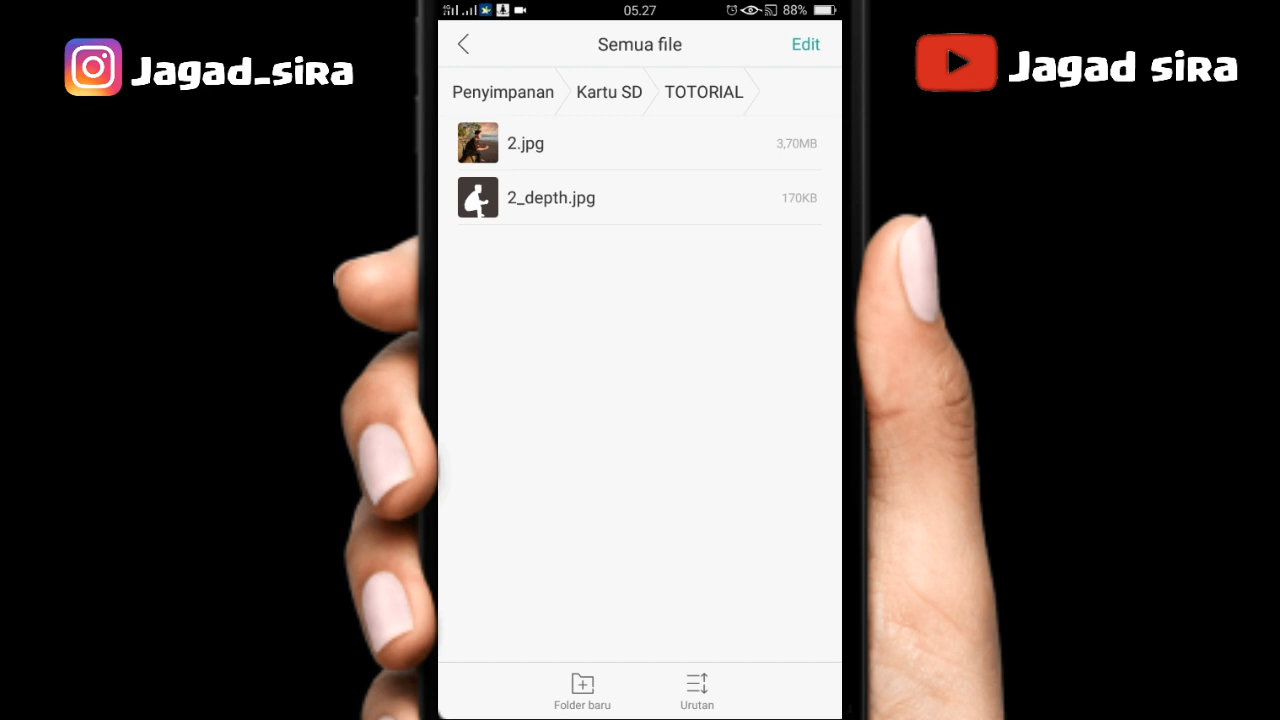 Jagad_sira
Jagad sira
05.27
88%
Semua file
Edit
Penyimpanan
Kartu SD
TOTORIAL
2.jpg
3,70MB
2_depth.jpg
170KB
Folder baru
Urutan